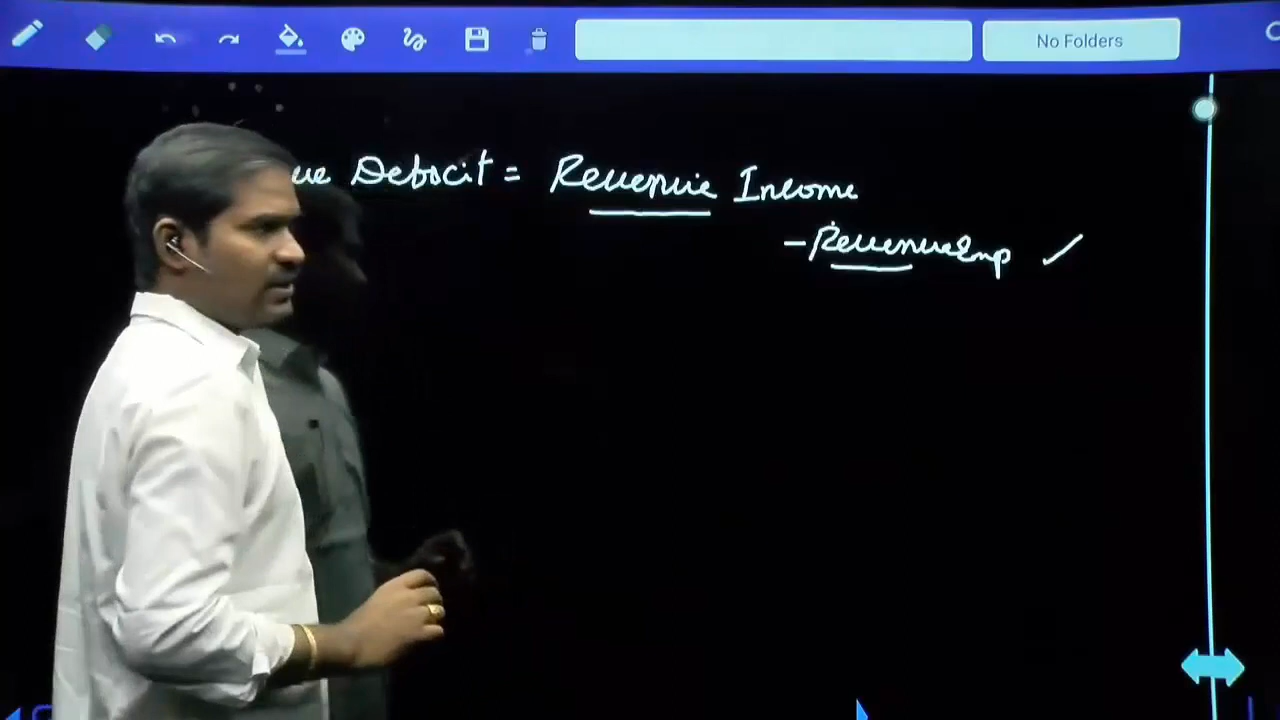 No Folders
ue Deficit = Revenue Income
- Revenue Exp ✓